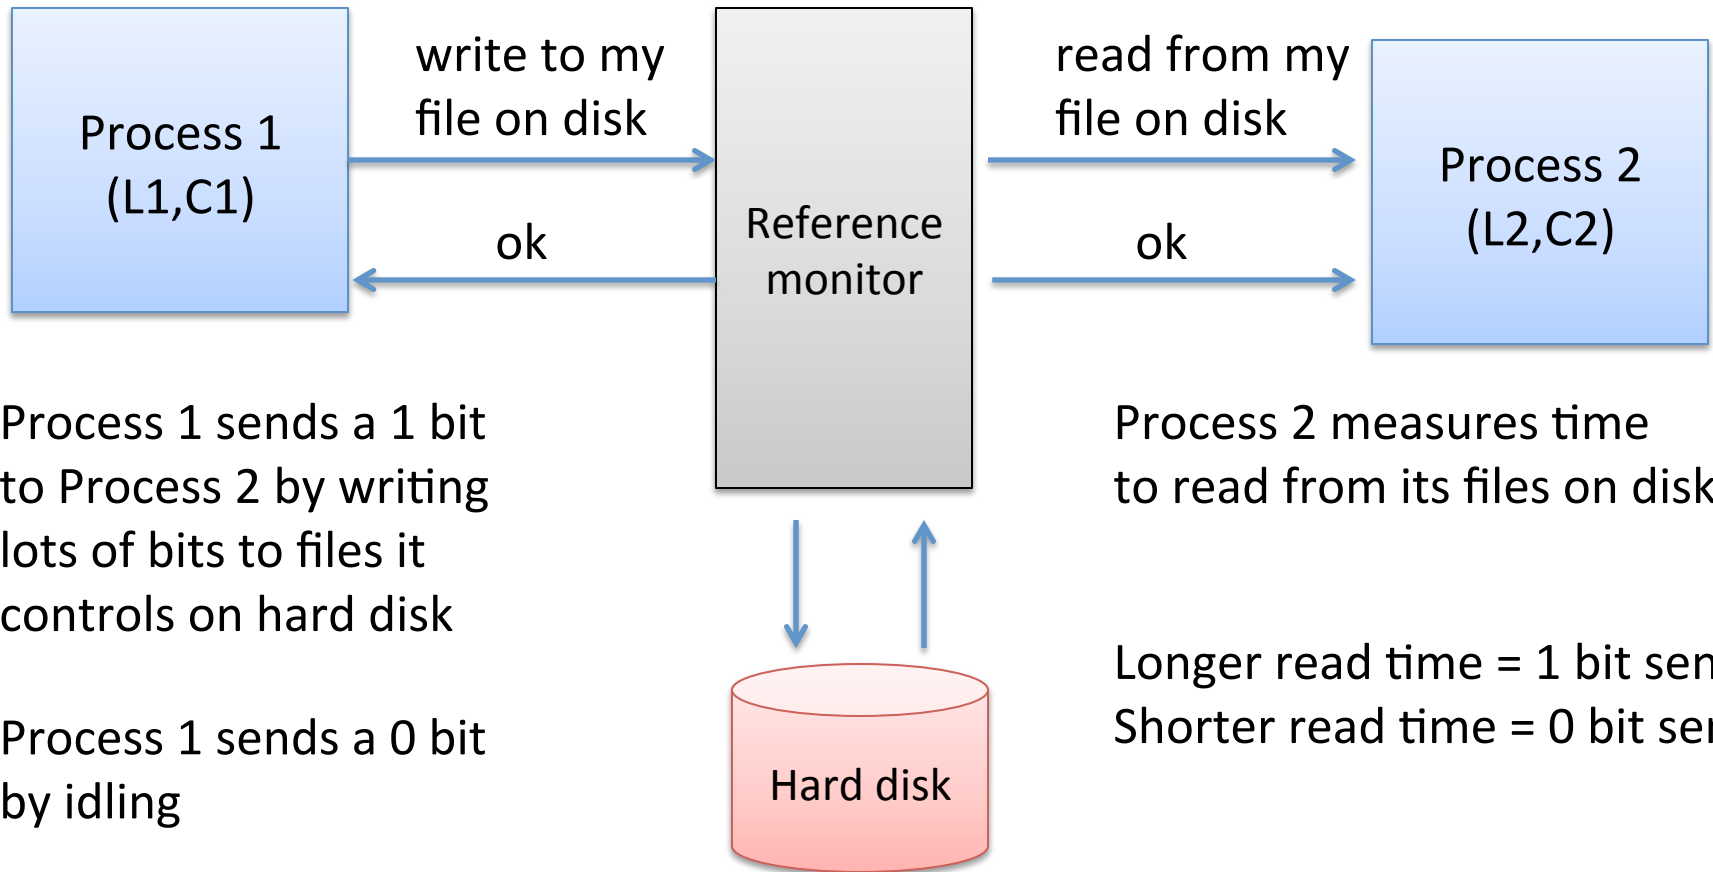 Process 1
(L1,C1)
write to my
file on disk
ok
Reference
monitor
read from my
file on disk
ok
Process 2
(L2,C2)
Process 1 sends a 1 bit
to Process 2 by writing
lots of bits to files it
controls on hard disk
Process 1 sends a 0 bit
by idling
Hard disk
Process 2 measures time
to read from its files on disk
Longer read time = 1 bit sen
Shorter read time = 0 bit se